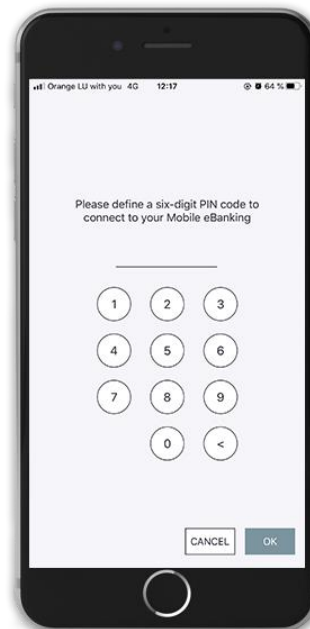 Orange LU with you 4G 12:17 64 %
Please define a six-digit PIN code to
connect to your Mobile eBanking
1 2 3
4 5 6
7 8 9
0 <
CANCEL OK